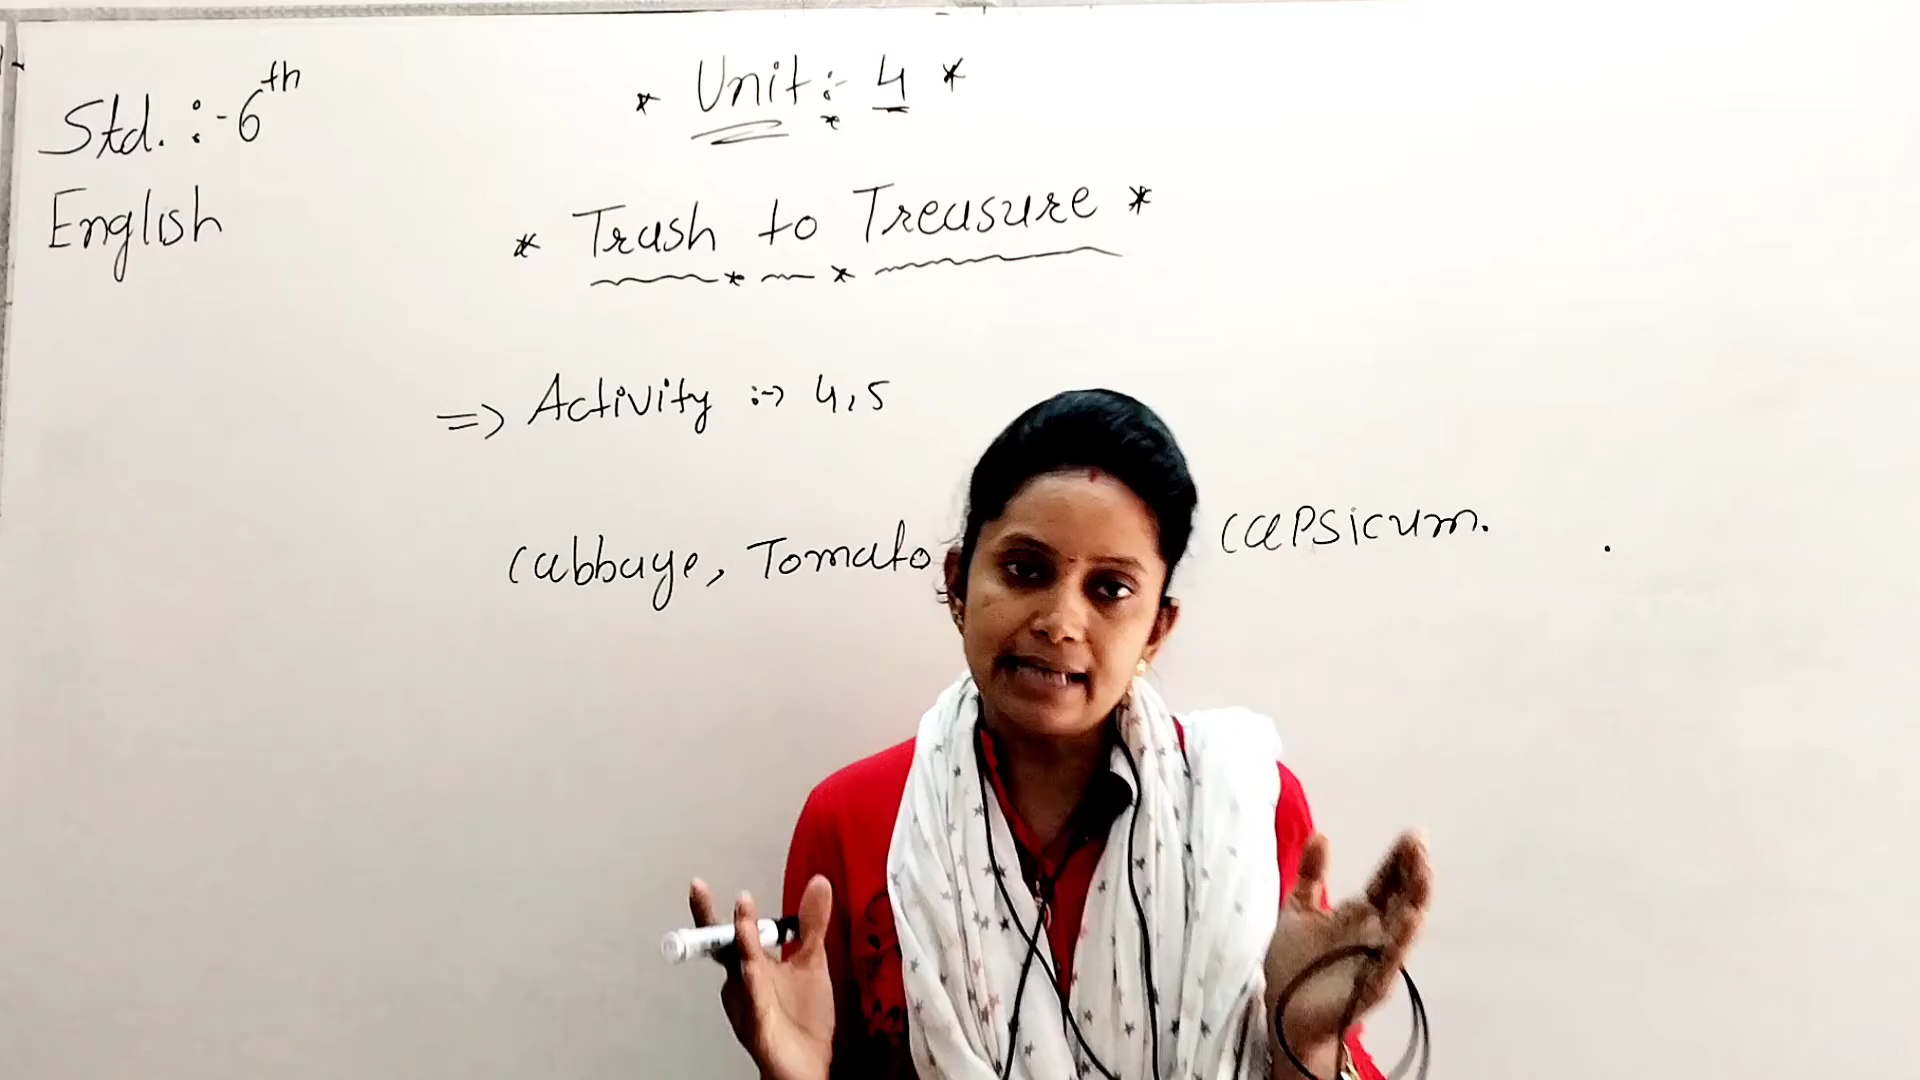 Std. :- 6th
English
* Unit :- 4 *
* Trash to Treasure *
=> Activity :-> 4, 5
Cabbage, Tomato
Capsicum.